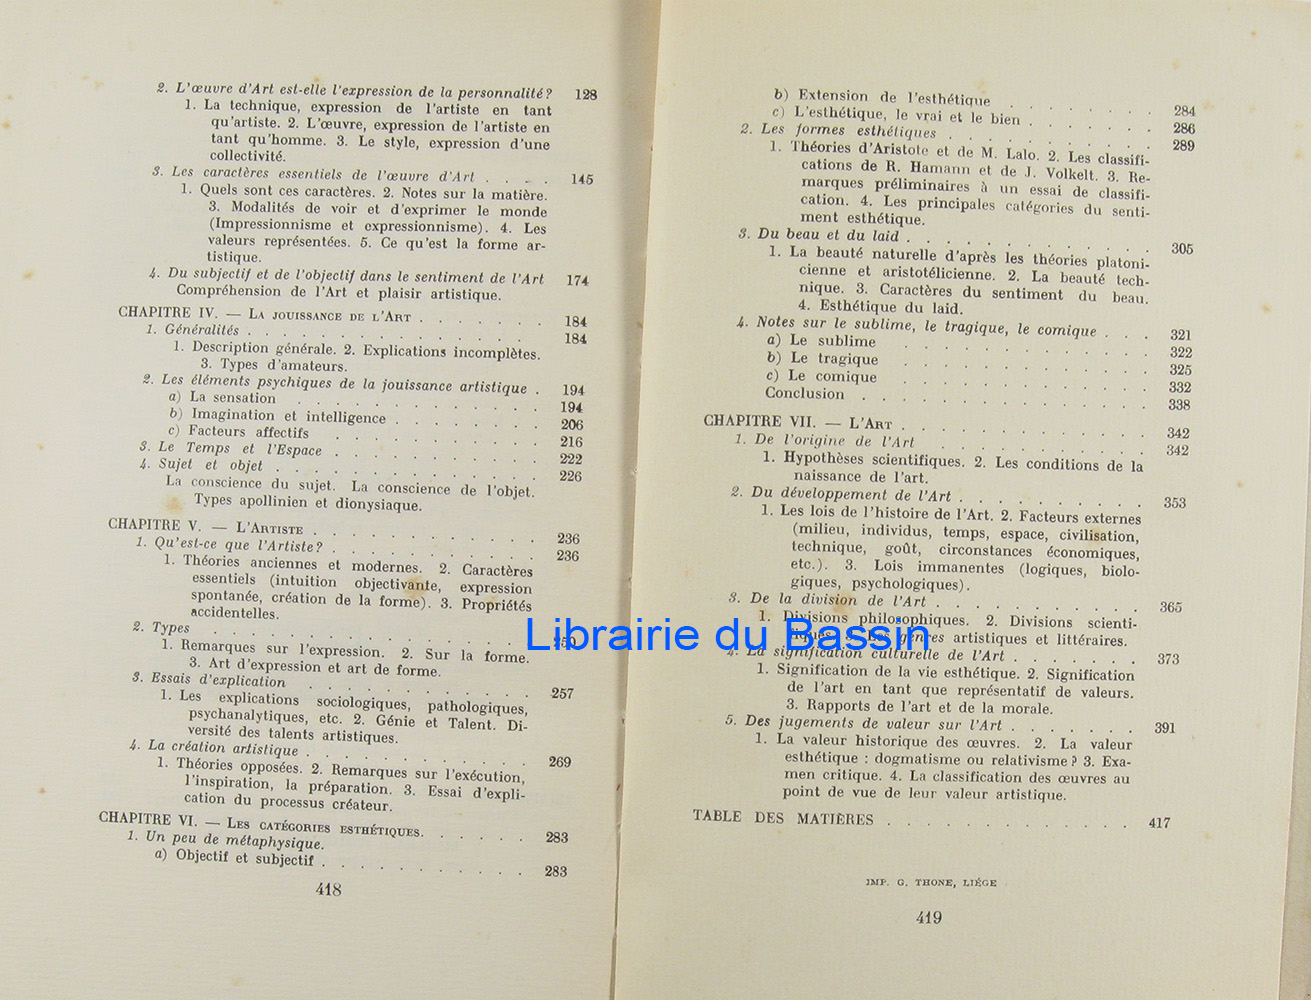 2. L'œuvre d'Art est-elle l'expression de la personnalité? 128
1. La technique, expression de l'artiste en tant
qu'artiste. 2. L'œuvre, expression de l'artiste en
tant qu'homme. 3. Le style, expression d'une
collectivité.
3. Les caractères essentiels de l'œuvre d'Art . . . . 145
1. Quels sont ces caractères. 2. Notes sur la matière.
3. Modalités de voir et d'exprimer le monde
(Impressionnisme et expressionnisme). 4. Les
valeurs représentées. 5. Ce qu'est la forme ar-
tistique.
4. Du subjectif et de l'objectif dans le sentiment de l'Art 174
Compréhension de l'Art et plaisir artistique.
CHAPITRE IV. — LA JOUISSANCE DE L'ART . . . . . . . 184
1. Généralités . . . . . . . . . . . . . 184
1. Description générale. 2. Explications incomplètes.
3. Types d'amateurs.
2. Les éléments psychiques de la jouissance artistique . 194
a) La sensation . . . . . . . . . . . . 194
b) Imagination et intelligence . . . . . . . . 206
c) Facteurs affectifs . . . . . . . . . . 216
3. Le Temps et l'Espace . . . . . . . . . . 222
4. Sujet et objet . . . . . . . . . . . . . 226
La conscience du sujet. La conscience de l'objet.
Types apollinien et dionysiaque.
CHAPITRE V. — L'ARTISTE . . . . . . . . . . . 236
1. Qu'est-ce que l'Artiste? . . . . . . . . . . 236
1. Théories anciennes et modernes. 2. Caractères
essentiels (intuition objectivante, expression
spontanée, création de la forme). 3. Propriétés
accidentelles.
2. Types . . . . . . . . . . . . . . 250
1. Remarques sur l'expression. 2. Sur la forme.
3. Art d'expression et art de forme.
3. Essais d'explication . . . . . . . . . . . 257
1. Les explications sociologiques, pathologiques,
psychanalytiques, etc. 2. Génie et Talent. Di-
versité des talents artistiques.
4. La création artistique . . . . . . . . . . . 269
1. Théories opposées. 2. Remarques sur l'exécution,
l'inspiration, la préparation. 3. Essai d'expli-
cation du processus créateur.
CHAPITRE VI. — LES CATÉGORIES ESTHÉTIQUES. . . . . . 283
1. Un peu de métaphysique.
a) Objectif et subjectif . . . . . . . . . . . 283
418
b) Extension de l'esthétique . . . . . . . . 284
c) L'esthétique, le vrai et le bien . . . . . . . 286
2. Les formes esthétiques . . . . . . . . . . 289
1. Théories d'Aristote et de M. Lalo. 2. Les classifi-
cations de R. Hamann et de J. Volkelt. 3. Re-
marques préliminaires à un essai de classifi-
cation. 4. Les principales catégories du senti-
ment esthétique.
3. Du beau et du laid . . . . . . . . . . . . 305
1. La beauté naturelle d'après les théories platoni-
cienne et aristotélicienne. 2. La beauté tech-
nique. 3. Caractères du sentiment du beau.
4. Esthétique du laid.
4. Notes sur le sublime, le tragique, le comique . . . 321
a) Le sublime . . . . . . . . . . . . 322
b) Le tragique . . . . . . . . . . . . 325
c) Le comique . . . . . . . . . . . . 332
Conclusion . . . . . . . . . . . . . . 338
CHAPITRE VII. — L'ART . . . . . . . . . . . . 342
1. De l'origine de l'Art . . . . . . . . . . 342
1. Hypothèses scientifiques. 2. Les conditions de la
naissance de l'art.
2. Du développement de l'Art . . . . . . . . . 353
1. Les lois de l'histoire de l'Art. 2. Facteurs externes
(milieu, individus, temps, espace, civilisation,
technique, goût, circonstances économiques,
etc.). 3. Lois immanentes (logiques, biolo-
giques, psychologiques).
3. De la division de l'Art . . . . . . . . . . . 365
1. Divisions philosophiques. 2. Divisions scienti-
fiques. 3. Les genres artistiques et littéraires.
Librairie du Bassin
4. La signification culturelle de l'Art . . . . . . . 373
1. Signification de la vie esthétique. 2. Signification
de l'art en tant que représentatif de valeurs.
3. Rapports de l'art et de la morale.
5. Des jugements de valeur sur l'Art . . . . . . . 391
1. La valeur historique des œuvres. 2. La valeur
esthétique : dogmatisme ou relativisme? 3. Exa-
men critique. 4. La classification des œuvres au
point de vue de leur valeur artistique.
TABLE DES MATIÈRES . . . . . . . . . . . . . 417
IMP. G. THONE, LIÉGE
419